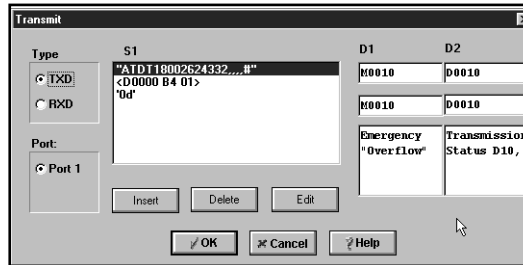 Transmit
Type
TXD
RXD
Port:
Port 1
S1
"ATDT18002624332,,,,#"
<D0000 B4 01>
'0d'
Insert
Delete
Edit
D1
D2
M0010
D0010
M0010
D0010
Emergency
"Overflow"
Transmission
Status D10,
OK
Cancel
Help